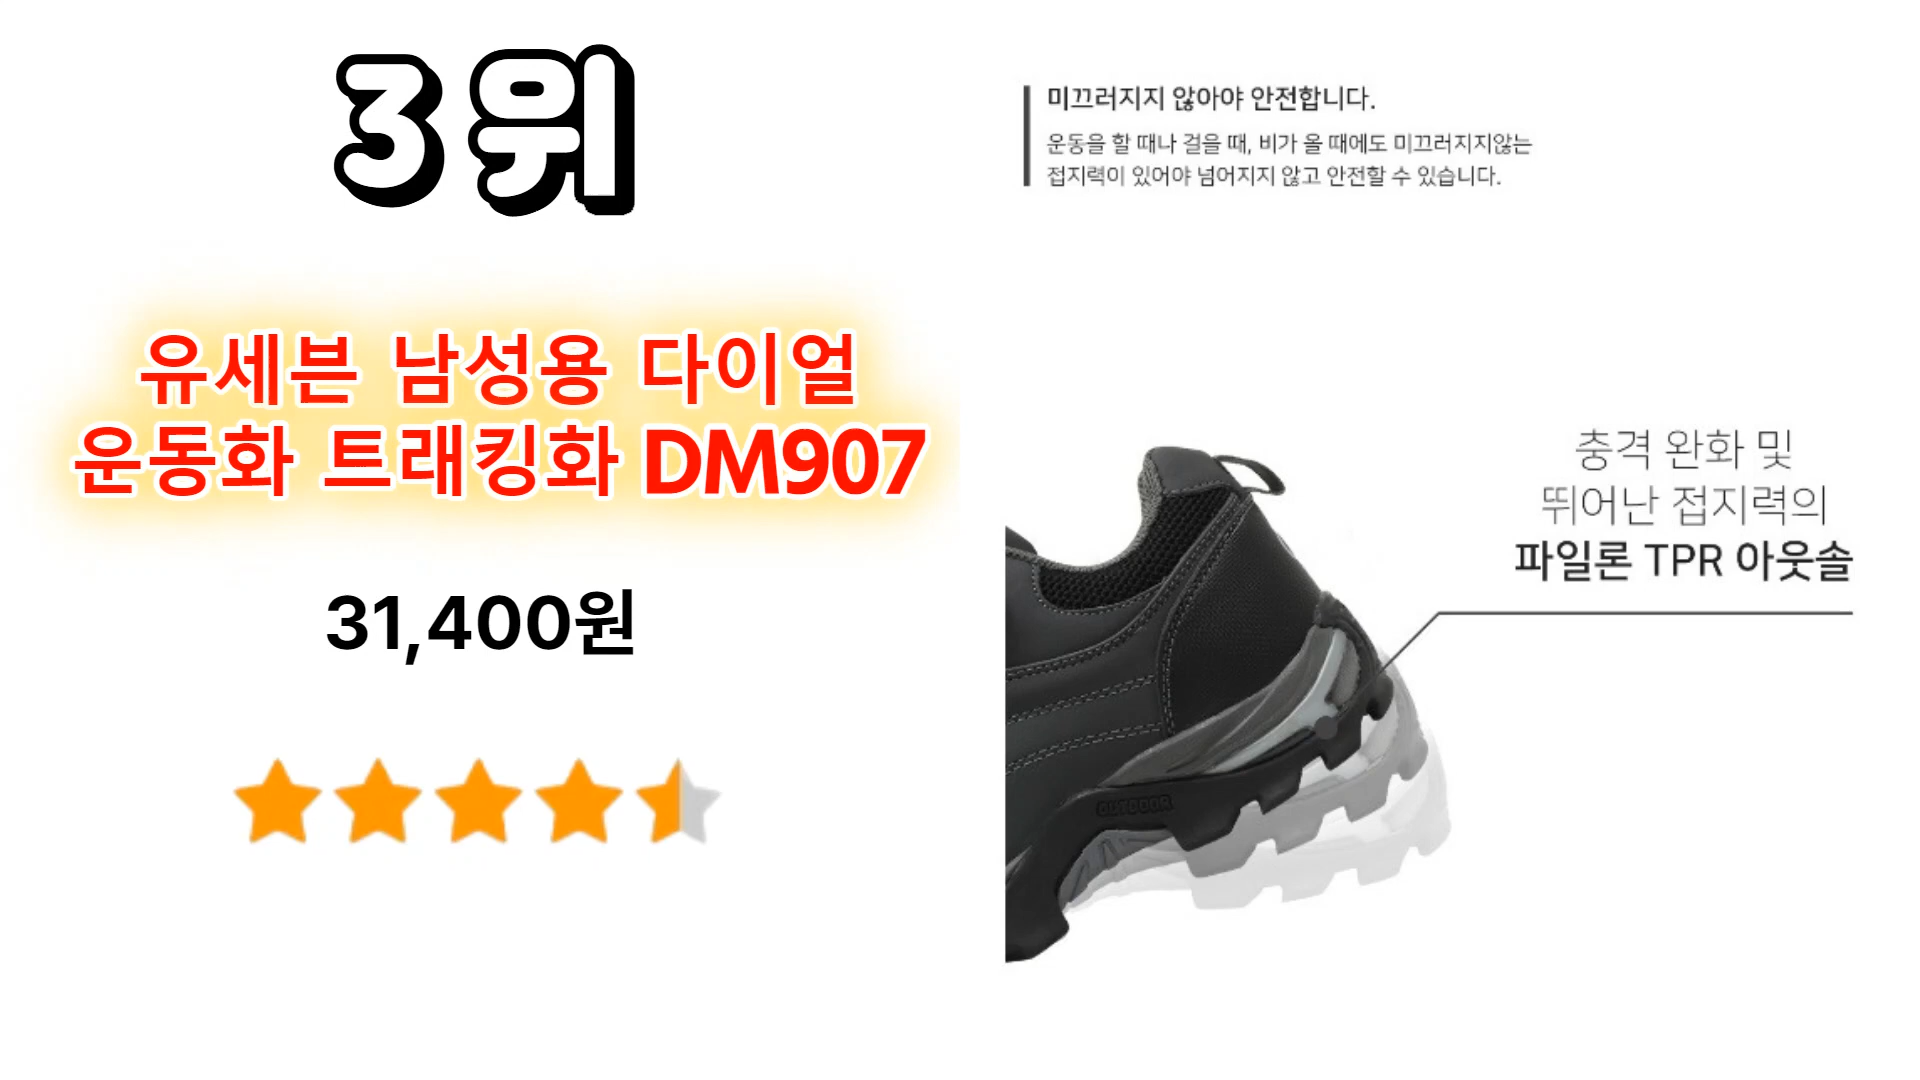 3위
유세븐 남성용 다이얼
운동화 트래킹화 DM907
31,400원
미끄러지지 않아야 안전합니다.
운동을 할 때나 걸을 때, 비가 올 때에도 미끄러지지않는
접지력이 있어야 넘어지지 않고 안전할 수 있습니다.
충격 완화 및
뛰어난 접지력의
파일론 TPR 아웃솔
OUTDOOR